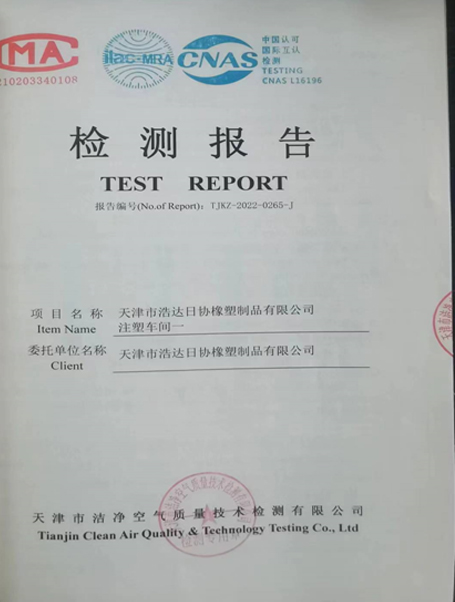 MA
210203340108
ilac-MRA
CNAS
中国认可
国际互认
检测
TESTING
CNAS L16196
检测报告
TEST REPORT
报告编号(No.of Report): TJKZ-2022-0265-J
项目名称 天津市浩达日协橡塑制品有限公司
Item Name 注塑车间一
委托单位名称 天津市浩达日协橡塑制品有限公司
Client
天津市洁净空气质量技术检测有限公司
Tianjin Clean Air Quality & Technology Testing Co., Ltd